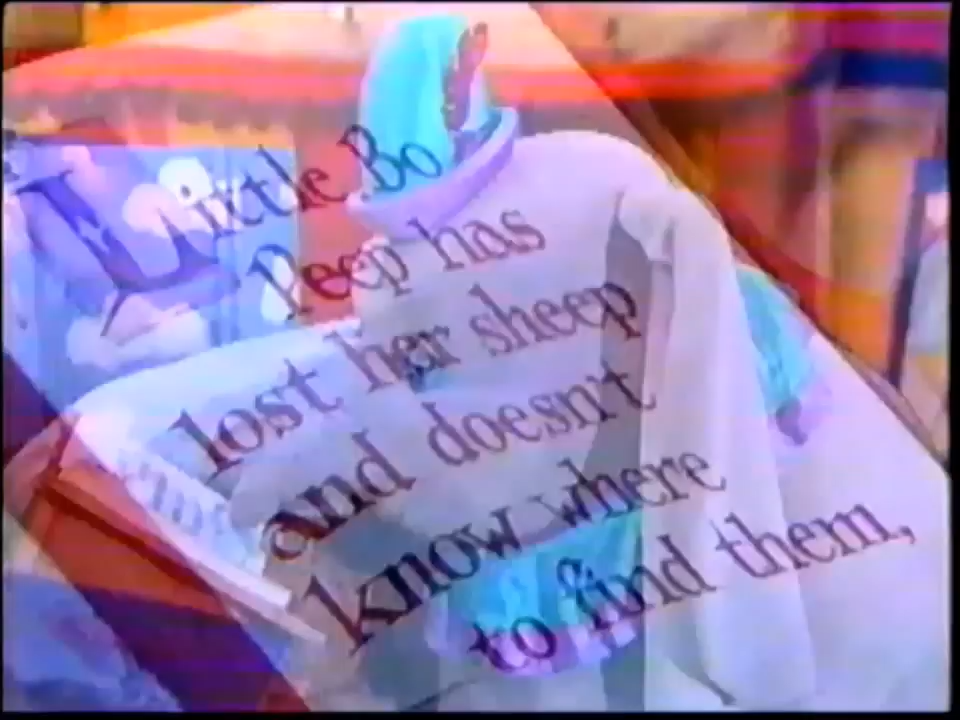 Little Bo
Peep has
lost her sheep
and doesn't
know where
to find them,